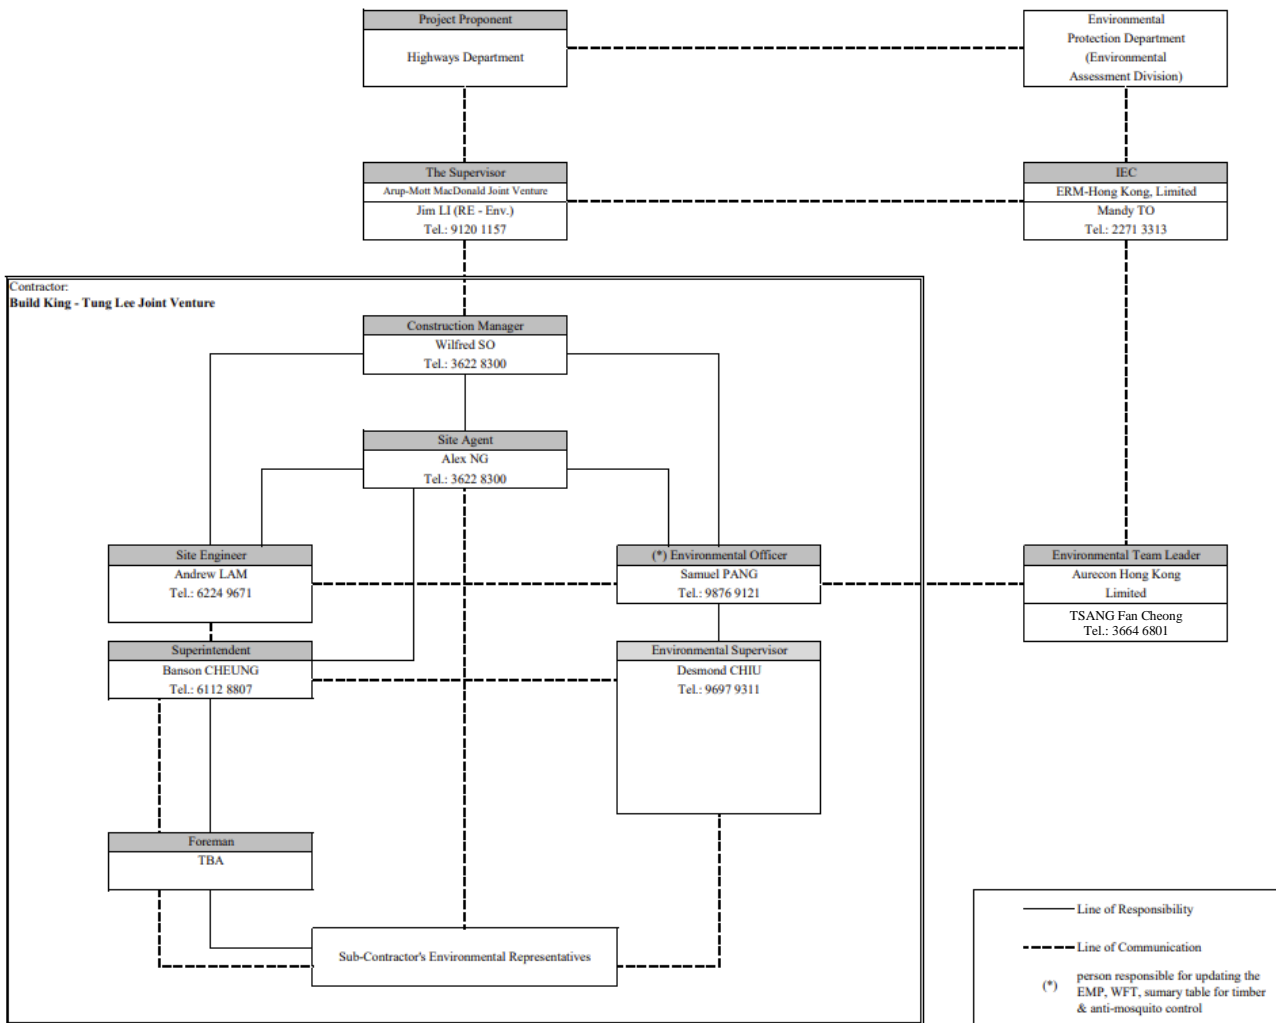 Project Proponent
Highways Department
Environmental
Protection Department
(Environmental
Assessment Division)
The Supervisor
Arup-Mott MacDonald Joint Venture
Jim LI (RE - Env.)
Tel.: 9120 1157
IEC
ERM-Hong Kong, Limited
Mandy TO
Tel.: 2271 3313
Contractor:
Build King - Tung Lee Joint Venture
Construction Manager
Wilfred SO
Tel.: 3622 8300
Site Agent
Alex NG
Tel.: 3622 8300
Site Engineer
Andrew LAM
Tel.: 6224 9671
(*) Environmental Officer
Samuel PANG
Tel.: 9876 9121
Environmental Team Leader
Aurecon Hong Kong
Limited
TSANG Fan Cheong
Tel.: 3664 6801
Superintendent
Banson CHEUNG
Tel.: 6112 8807
Environmental Supervisor
Desmond CHIU
Tel.: 9697 9311
Foreman
TBA
Sub-Contractor's Environmental Representatives
Line of Responsibility
Line of Communication
(*) person responsible for updating the
EMP, WFT, sumary table for timber
& anti-mosquito control